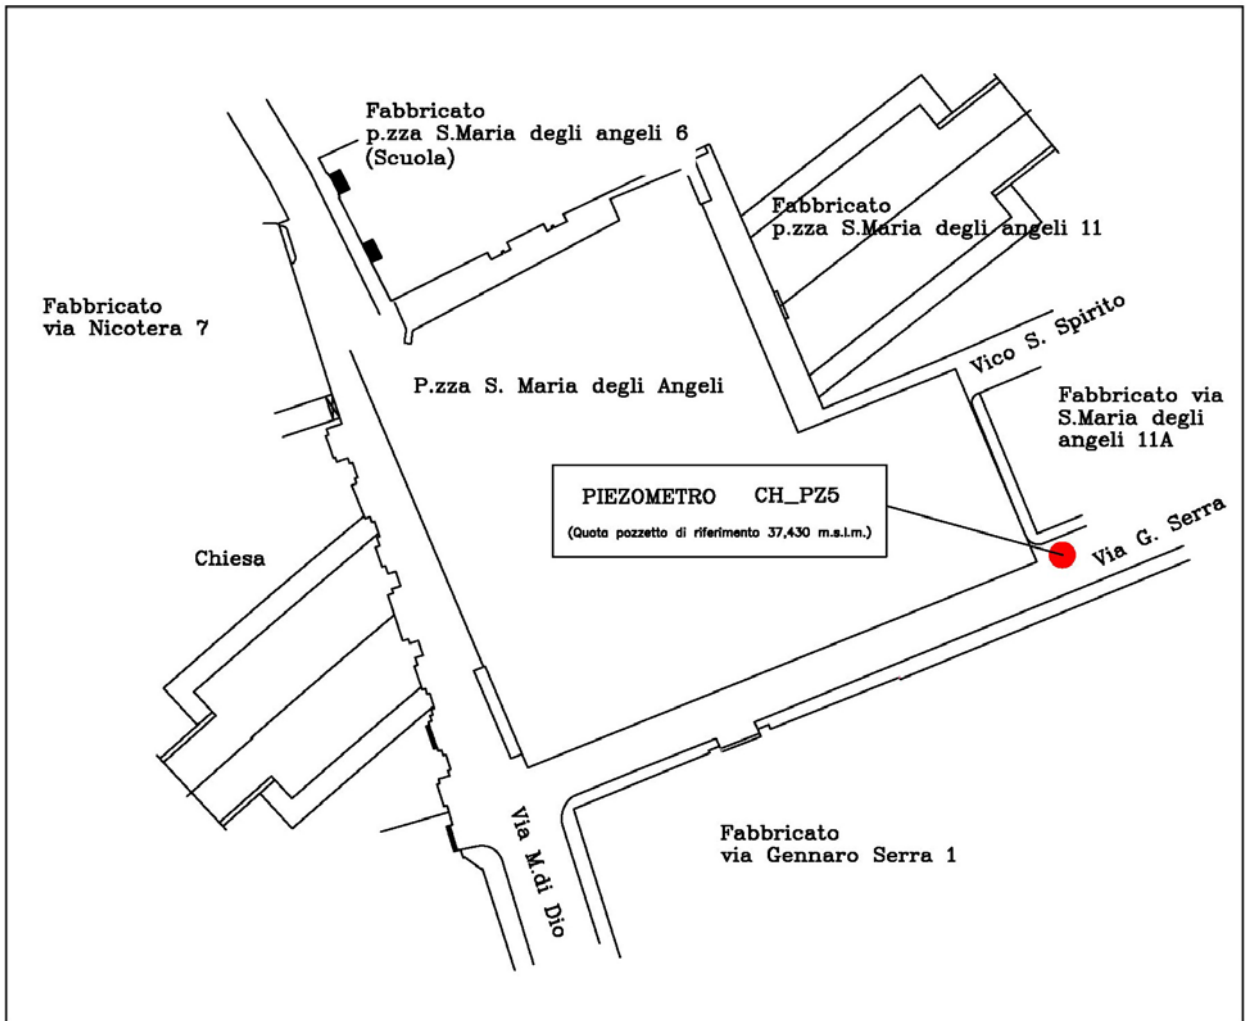 Fabbricato
p.zza S.Maria degli angeli 6
(Scuola)
Fabbricato
p.zza S.Maria degli angeli 11
Fabbricato
via Nicotera 7
Vico S. Spirito
P.zza S. Maria degli Angeli
Fabbricato via
S.Maria degli
angeli 11A
PIEZOMETRO CH_PZ5
(Quota pozzetto di riferimento 37,430 m.s.l.m.)
Via G. Serra
Chiesa
Via M.di Dio
Fabbricato
via Gennaro Serra 1